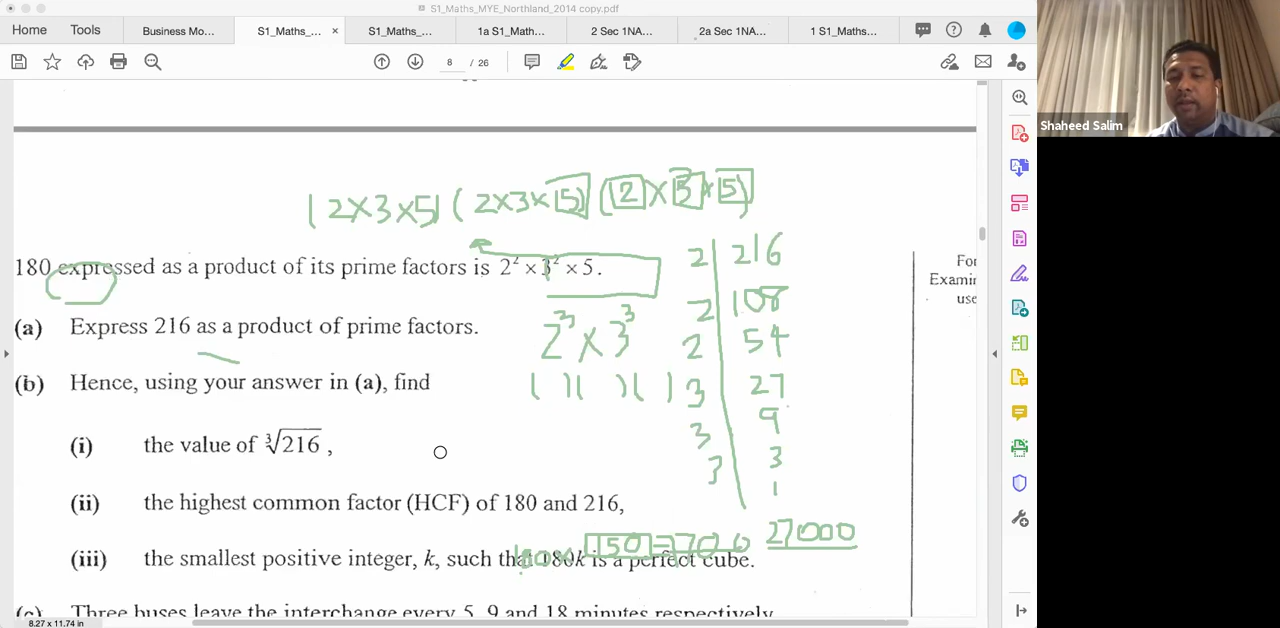 S1_Maths_MYE_Northland_2014 copy.pdf
Home Tools Business Mo... S1_Maths_... × S1_Maths_... 1a S1_Math... 2 Sec 1NA... 2a Sec 1NA... 1 S1_Maths...
8 / 26
Shaheed Salim
(2×3×5)(2×3×5)(2×3×5)
180 expressed as a product of its prime factors is 2² × 3² × 5.
For
Examin
use
2 216
2 108
(a) Express 216 as a product of prime factors.
2³ × 3³
2 54
(b) Hence, using your answer in (a), find
( )( )( )
3 27
3 9
3 3
1
(i) the value of ∛216 ,
(ii) the highest common factor (HCF) of 180 and 216,
150 = 27000
(iii) the smallest positive integer, k, such that 180k is a perfect cube.
(c) Three buses leave the interchange every 5, 9 and 18 minutes respectively
8.27 x 11.74 in